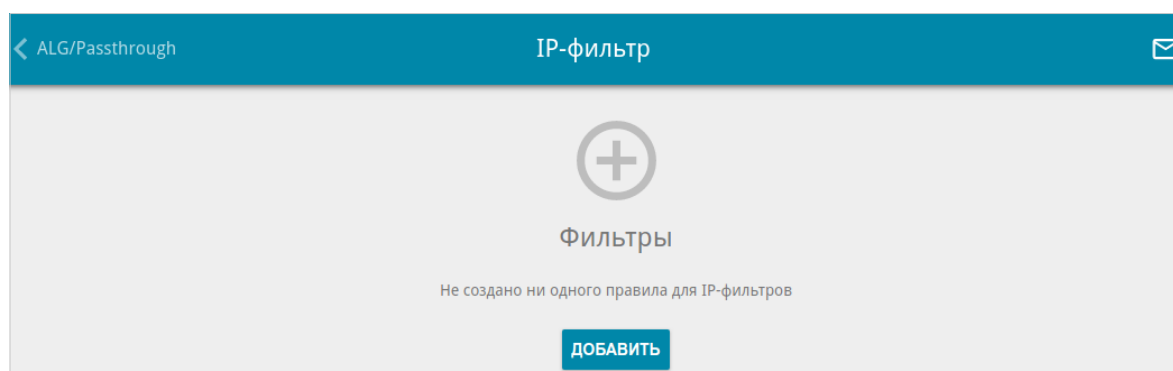 ALG/Passthrough
IP-фильтр
Фильтры
Не создано ни одного правила для IP-фильтров
ДОБАВИТЬ